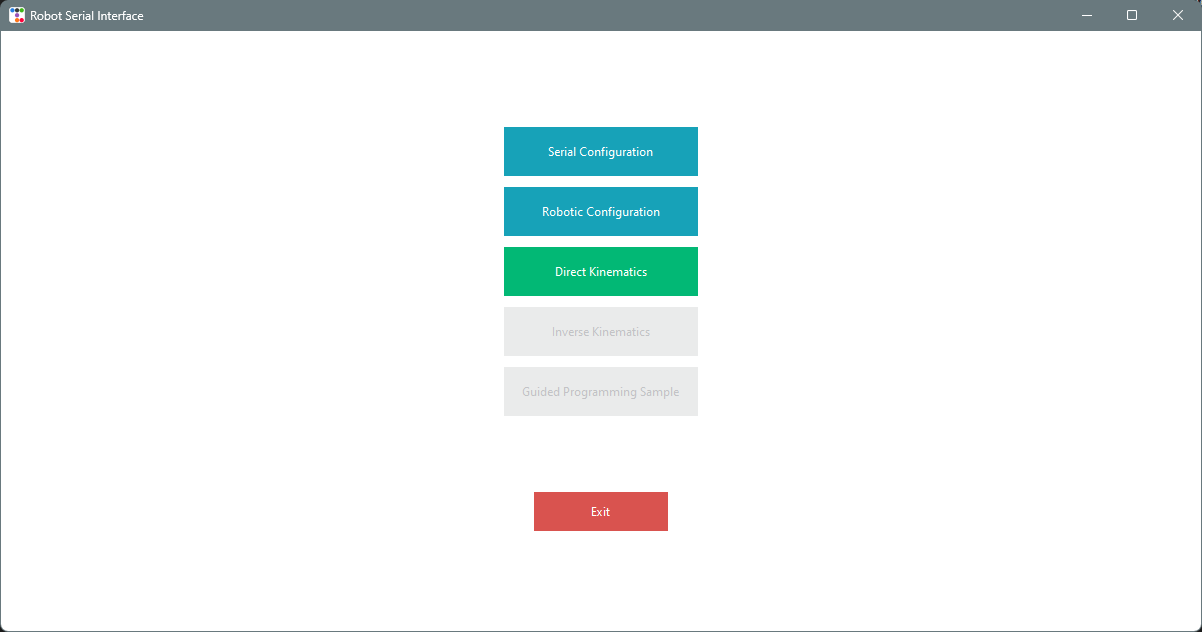 Robot Serial Interface
Serial Configuration
Robotic Configuration
Direct Kinematics
Inverse Kinematics
Guided Programming Sample
Exit